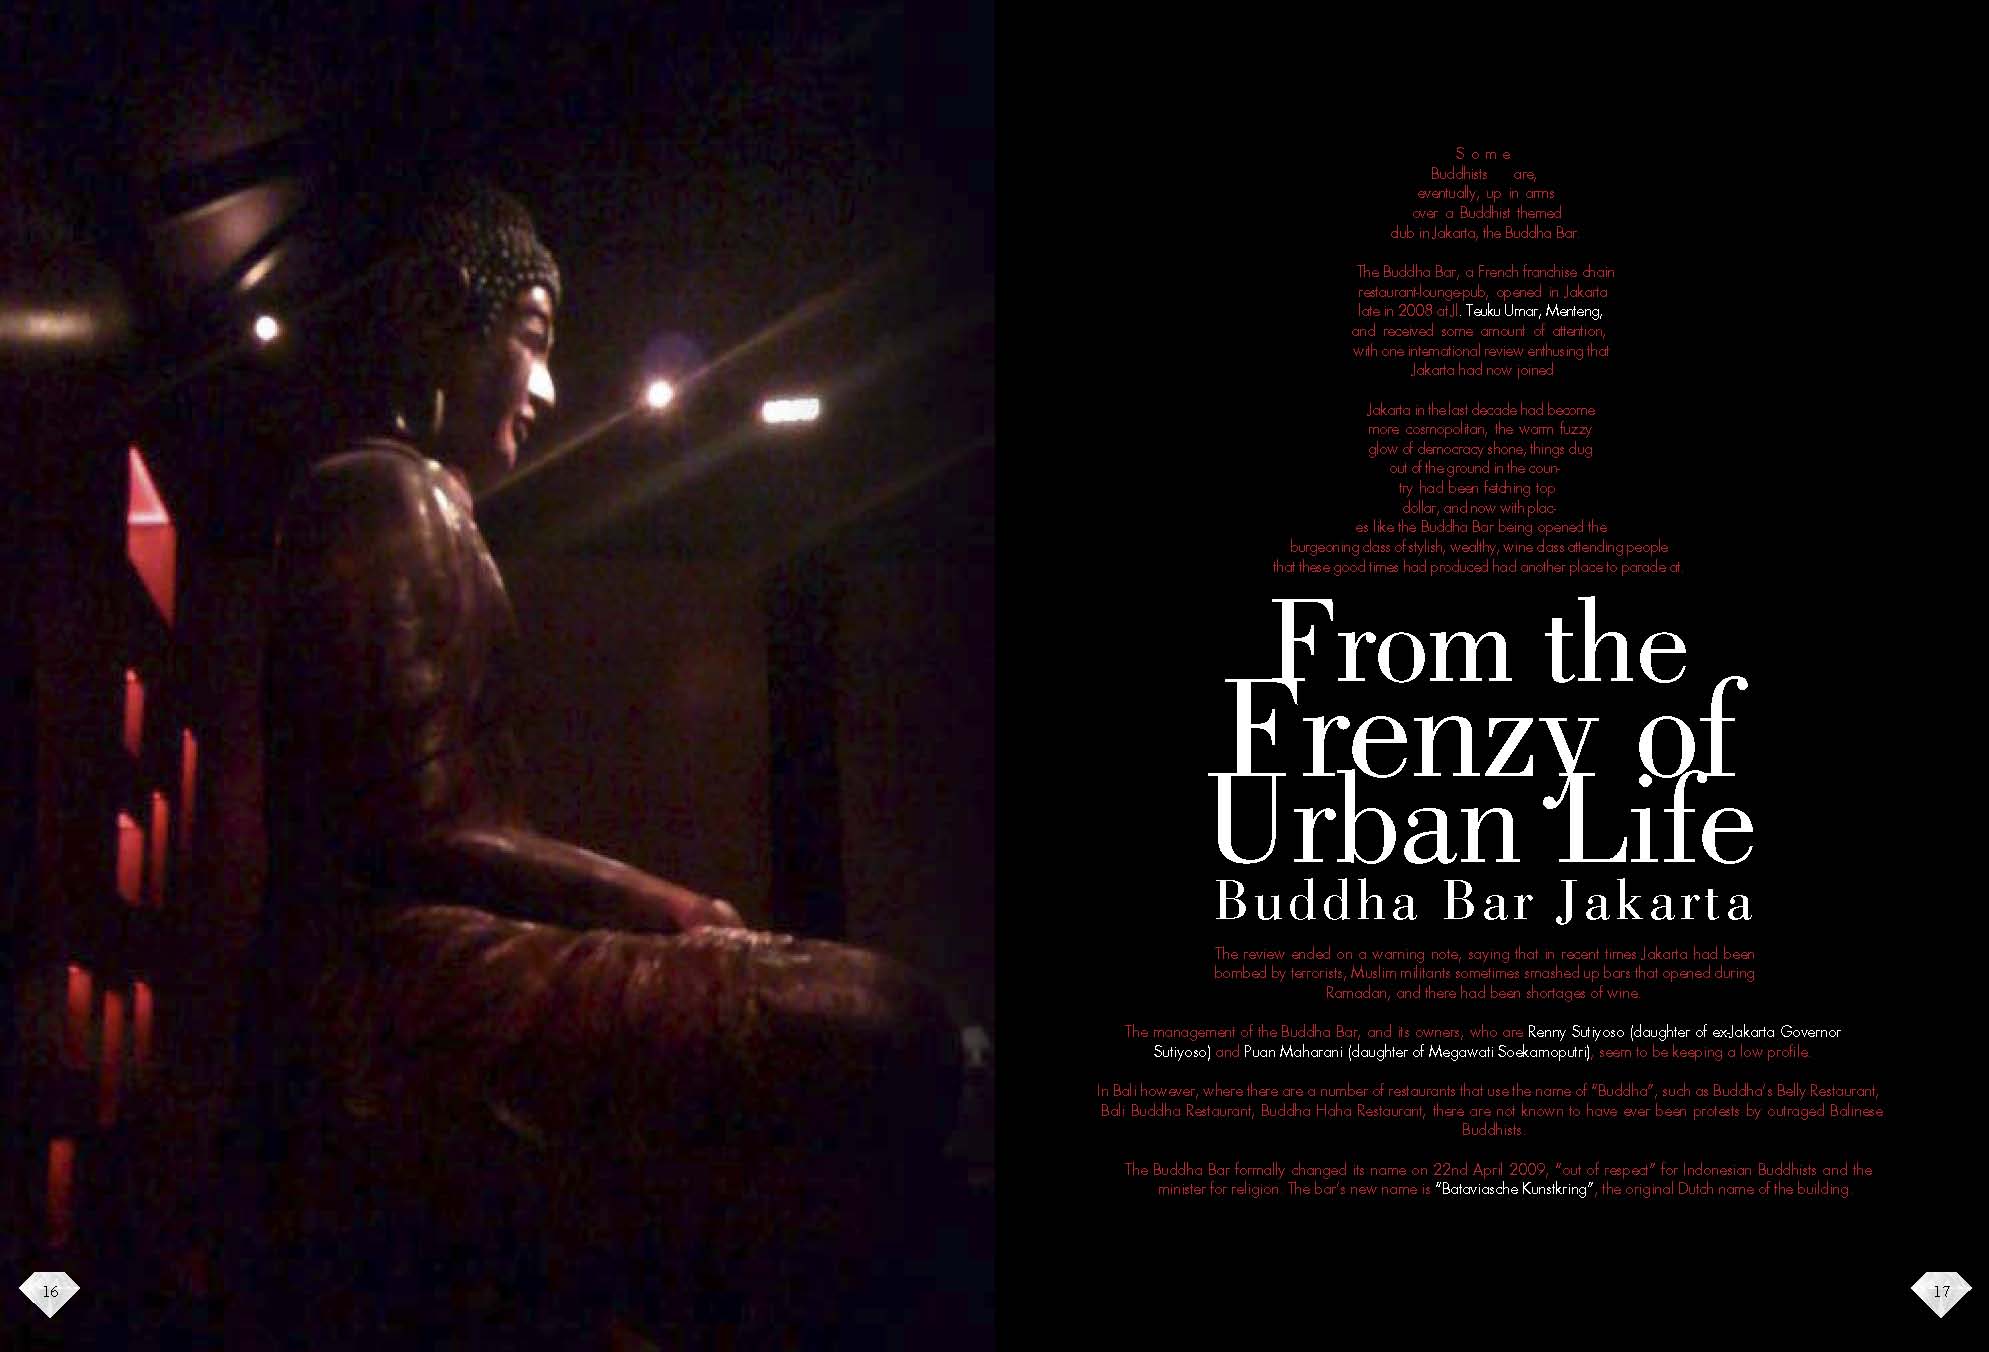 Some
Buddhists are,
eventually, up in arms
over a Buddhist themed
club in Jakarta, the Buddha Bar.
The Buddha Bar, a French franchise chain
restaurant-lounge-pub, opened in Jakarta
late in 2008 at Jl. Teuku Umar, Menteng,
and received some amount of attention,
with one international review enthusing that
Jakarta had now joined
Jakarta in the last decade had become
more cosmopolitan, the warm fuzzy
glow of democracy shone, things dug
out of the ground in the coun-
try had been fetching top
dollar, and now with plac-
es like the Buddha Bar being opened the
burgeoning class of stylish, wealthy, wine class attending people
that these good times had produced had another place to parade at.
From the
Frenzy of
Urban Life
Buddha Bar Jakarta
The review ended on a warning note, saying that in recent times Jakarta had been
bombed by terrorists, Muslim militants sometimes smashed up bars that opened during
Ramadan, and there had been shortages of wine.
The management of the Buddha Bar, and its owners, who are Renny Sutiyoso (daughter of ex-Jakarta Governor
Sutiyoso) and Puan Maharani (daughter of Megawati Soekarnoputri), seem to be keeping a low profile.
In Bali however, where there are a number of restaurants that use the name of “Buddha”, such as Buddha’s Belly Restaurant,
Bali Buddha Restaurant, Buddha Haha Restaurant, there are not known to have ever been protests by outraged Balinese
Buddhists.
The Buddha Bar formally changed its name on 22nd April 2009, “out of respect” for Indonesian Buddhists and the
minister for religion. The bar’s new name is “Bataviasche Kunstkring”, the original Dutch name of the building.
16
17